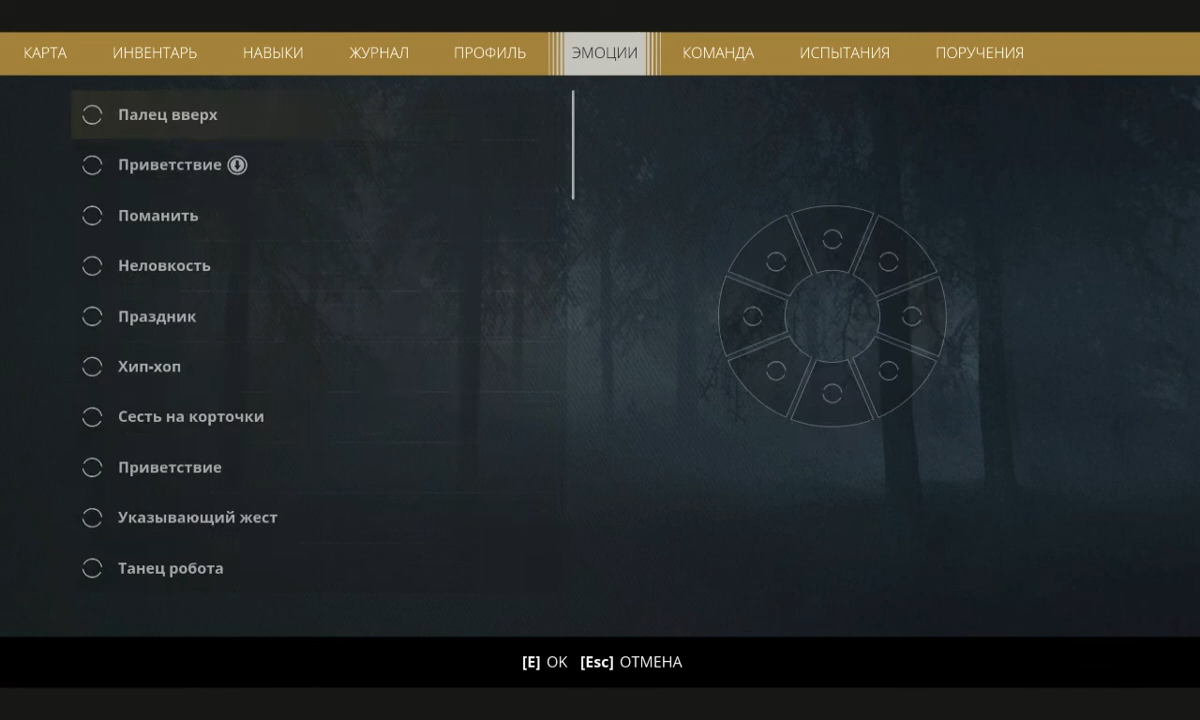 КАРТА ИНВЕНТАРЬ НАВЫКИ ЖУРНАЛ ПРОФИЛЬ ЭМОЦИИ КОМАНДА ИСПЫТАНИЯ ПОРУЧЕНИЯ
Палец вверх
Приветствие
Поманить
Неловкость
Праздник
Хип-хоп
Сесть на корточки
Приветствие
Указывающий жест
Танец робота
[E] OK [Esc] ОТМЕНА